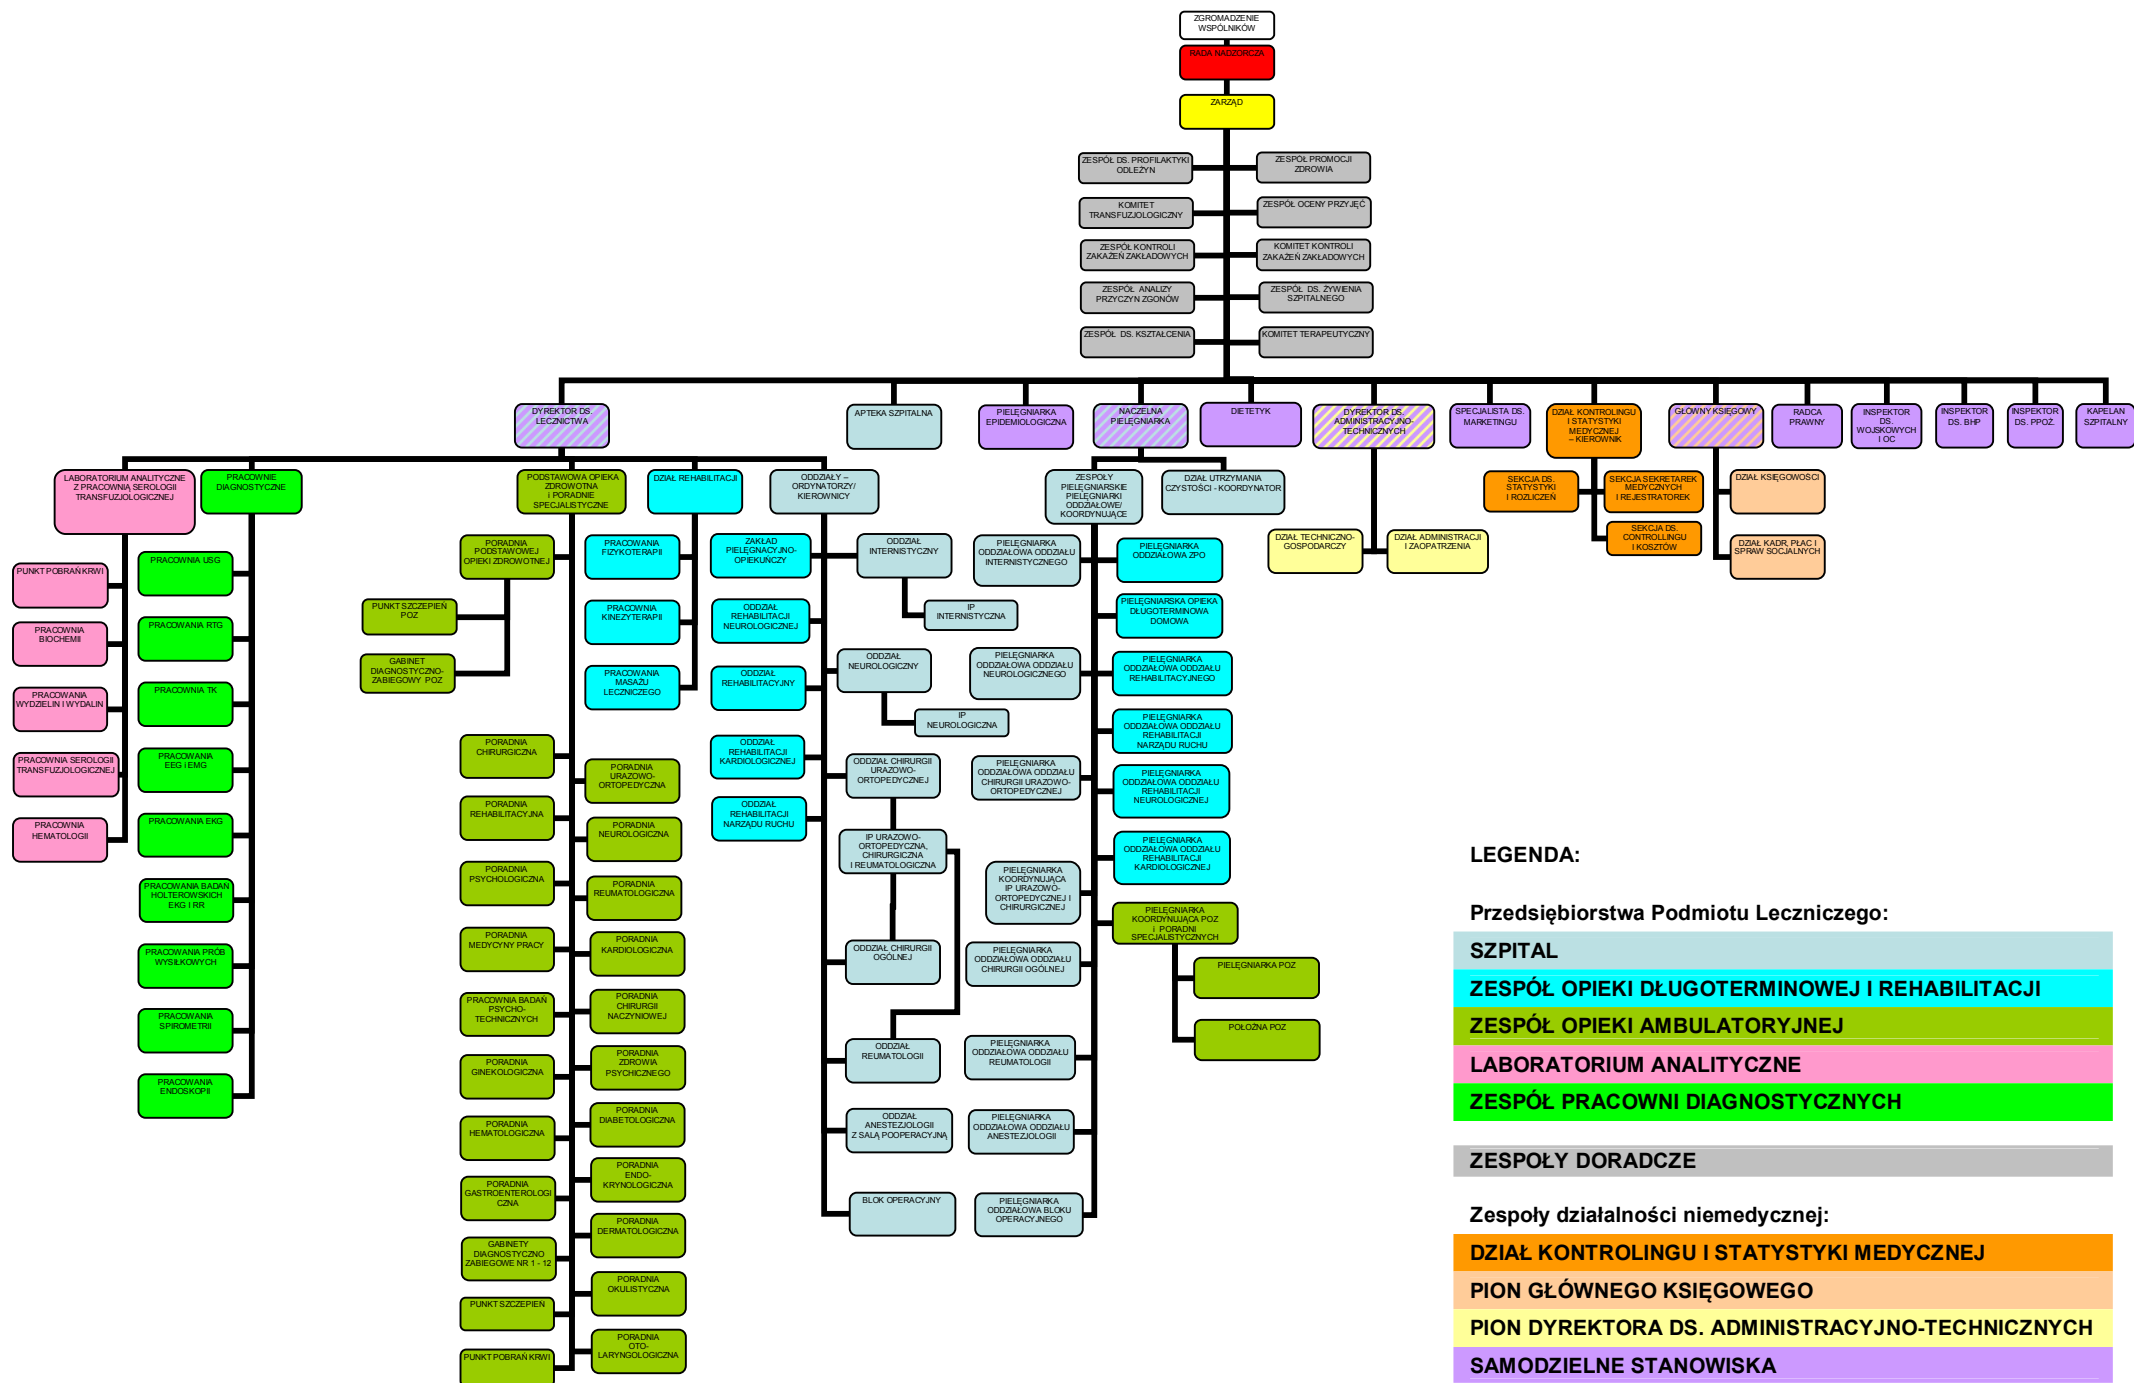 ZGROMADZENIE
WSPÓLNIKÓW
RADA NADZORCZA
ZARZĄD
ZESPÓŁ DS. PROFILAKTYKI
ODLEŻYN
ZESPÓŁ PROMOCJI
ZDROWIA
KOMITET
TRANSFUZJOLOGICZNY
ZESPÓŁ OCENY PRZYJĘĆ
ZESPÓŁ KONTROLI
ZAKAŻEŃ ZAKŁADOWYCH
KOMITET KONTROLI
ZAKAŻEŃ ZAKŁADOWYCH
ZESPÓŁ ANALIZY
PRZYCZYN ZGONÓW
ZESPÓŁ DS. ŻYWIENIA
SZPITALNEGO
ZESPÓŁ DS. KSZTAŁCENIA
KOMITET TERAPEUTYCZNY
DYREKTOR DS.
LECZNICTWA
APTEKA SZPITALNA
PIELĘGNIARKA
EPIDEMIOLOGICZNA
NACZELNA
PIELĘGNIARKA
DIETETYK
DYREKTOR DS.
ADMINISTRACYJNO-
TECHNICZNYCH
SPECJALISTA DS.
MARKETINGU
DZIAŁ KONTROLINGU
I STATYSTYKI
MEDYCZNEJ
– KIEROWNIK
GŁÓWNY KSIĘGOWY
RADCA
PRAWNY
INSPEKTOR
DS.
WOJSKOWYCH
I OC
INSPEKTOR
DS. BHP
INSPEKTOR
DS. PPOŻ.
KAPELAN
SZPITALNY
LABORATORIUM ANALITYCZNE
Z PRACOWNIĄ SEROLOGII
TRANSFUZJOLOGICZNEJ
PRACOWNIE
DIAGNOSTYCZNE
PODSTAWOWA OPIEKA
ZDROWOTNA
i PORADNIE
SPECJALISTYCZNE
DZIAŁ REHABILITACJI
ODDZIAŁY –
ORDYNATORZY/
KIEROWNICY
ZESPOŁY
PIELĘGNIARSKIE
PIELĘGNIARKI
ODDZIAŁOWE/
KOORDYNUJĄCE
DZIAŁ UTRZYMANIA
CZYSTOŚCI - KOORDYNATOR
SEKCJA DS.
STATYSTYKI
I ROZLICZEŃ
SEKCJA SEKRETAREK
MEDYCZNYCH
I REJESTRATOREK
SEKCJA DS.
CONTROLLINGU
I KOSZTÓW
DZIAŁ KSIĘGOWOŚCI
DZIAŁ KADR, PŁAC I
SPRAW SOCJALNYCH
DZIAŁ TECHNICZNO-
GOSPODARCZY
DZIAŁ ADMINISTRACJI
I ZAOPATRZENIA
PUNKT POBRAŃ KRWI
PRACOWNIA
BIOCHEMII
PRACOWANIA
WYDZIELIN I WYDALIN
PRACOWNIA SEROLOGII
TRANSFUZJOLOGICZNEJ
PRACOWNIA
HEMATOLOGII
PRACOWNIA USG
PRACOWANIA RTG
PRACOWNIA TK
PRACOWANIA
EEG i EMG
PRACOWANIA EKG
PRACOWANIA BADAŃ
HOLTEROWSKICH
EKG I RR
PRACOWANIA PRÓB
WYSIŁKOWYCH
PRACOWANIA
SPIROMETRII
PRACOWANIA
ENDOSKOPII
PORADNIA
PODSTAWOWEJ
OPIEKI ZDROWOTNEJ
PUNKT SZCZEPIEŃ
POZ
GABINET
DIAGNOSTYCZNO-
ZABIEGOWY POZ
PORADNIA
CHIRURGICZNA
PORADNIA
REHABILITACYJNA
PORADNIA
PSYCHOLOGICZNA
PORADNIA
MEDYCYNY PRACY
PRACOWNIA BADAŃ
PSYCHO-
TECHNICZNYCH
PORADNIA
GINEKOLOGICZNA
PORADNIA
HEMATOLOGICZNA
PORADNIA
GASTROENTEROLOGI
CZNA
GABINETY
DIAGNOSTYCZNO
ZABIEGOWE NR 1 - 12
PUNKT SZCZEPIEŃ
PUNKT POBRAŃ KRWI
PORADNIA
URAZOWO-
ORTOPEDYCZNA
PORADNIA
NEUROLOGICZNA
PORADNIA
REUMATOLOGICZNA
PORADNIA
KARDIOLOGICZNA
PORADNIA
CHIRURGII
NACZYNIOWEJ
PORADNIA
ZDROWIA
PSYCHICZNEGO
PORADNIA
DIABETOLOGICZNA
PORADNIA
ENDO-
KRYNOLOGICZNA
PORADNIA
DERMATOLOGICZNA
PORADNIA
OKULISTYCZNA
PORADNIA
OTO-
LARYNGOLOGICZNA
PRACOWANIA
FIZYKOTERAPII
PRACOWNIA
KINEZYTERAPII
PRACOWANIA
MASAŻU
LECZNICZEGO
ZAKŁAD
PIELĘGNACYJNO-
OPIEKUŃCZY
ODDZIAŁ
REHABILITACJI
NEUROLOGICZNEJ
ODDZIAŁ
REHABILITACYJNY
ODDZIAŁ
REHABILITACJI
KARDIOLOGICZNEJ
ODDZIAŁ
REHABILITACJI
NARZĄDU RUCHU
ODDZIAŁ
INTERNISTYCZNY
IP
INTERNISTYCZNA
ODDZIAŁ
NEUROLOGICZNY
IP
NEUROLOGICZNA
ODDZIAŁ CHIRURGII
URAZOWO-
ORTOPEDYCZNEJ
IP URAZOWO-
ORTOPEDYCZNA,
CHIRURGICZNA
I REUMATOLOGICZNA
ODDZIAŁ CHIRURGII
OGÓLNEJ
ODDZIAŁ
REUMATOLOGII
ODDZIAŁ
ANESTEZJOLOGII
Z SALĄ POOPERACYJNĄ
BLOK OPERACYJNY
PIELĘGNIARKA
ODDZIAŁOWA ODDZIAŁU
INTERNISTYCZNEGO
PIELĘGNIARKA
ODDZIAŁOWA ODDZIAŁU
NEUROLOGICZNEGO
PIELĘGNIARKA
ODDZIAŁOWA ODDZIAŁU
CHIRURGII URAZOWO-
ORTOPEDYCZNEJ
PIELĘGNIARKA
KOORDYNUJĄCA
IP URAZOWO-
ORTOPEDYCZNEJ I
CHIRURGICZNEJ
PIELĘGNIARKA
ODDZIAŁOWA ODDZIAŁU
CHIRURGII OGÓLNEJ
PIELĘGNIARKA
ODDZIAŁOWA ODDZIAŁU
REUMATOLOGII
PIELĘGNIARKA
ODDZIAŁOWA ODDZIAŁU
ANESTEZJOLOGII
PIELĘGNIARKA
ODDZIAŁOWA BLOKU
OPERACYJNEGO
PIELĘGNIARKA
ODDZIAŁOWA ZPO
PIELĘGNIARSKA OPIEKA
DŁUGOTERMINOWA
DOMOWA
PIELĘGNIARKA
ODDZIAŁOWA ODDZIAŁU
REHABILITACYJNEGO
PIELĘGNIARKA
ODDZIAŁOWA ODDZIAŁU
REHABILITACJI
NARZĄDU RUCHU
PIELĘGNIARKA
ODDZIAŁOWA ODDZIAŁU
REHABILITACJI
NEUROLOGICZNEJ
PIELĘGNIARKA
ODDZIAŁOWA ODDZIAŁU
REHABILITACJI
KARDIOLOGICZNEJ
PIELĘGNIARKA
KOORDYNUJĄCA POZ
i PORADNI
SPECJALISTYCZNYCH
PIELĘGNIARKA POZ
POŁOŻNA POZ
LEGENDA:
Przedsiębiorstwa Podmiotu Leczniczego:
SZPITAL
ZESPÓŁ OPIEKI DŁUGOTERMINOWEJ I REHABILITACJI
ZESPÓŁ OPIEKI AMBULATORYJNEJ
LABORATORIUM ANALITYCZNE
ZESPÓŁ PRACOWNI DIAGNOSTYCZNYCH
ZESPOŁY DORADCZE
Zespoły działalności niemedycznej:
DZIAŁ KONTROLINGU I STATYSTYKI MEDYCZNEJ
PION GŁÓWNEGO KSIĘGOWEGO
PION DYREKTORA DS. ADMINISTRACYJNO-TECHNICZNYCH
SAMODZIELNE STANOWISKA